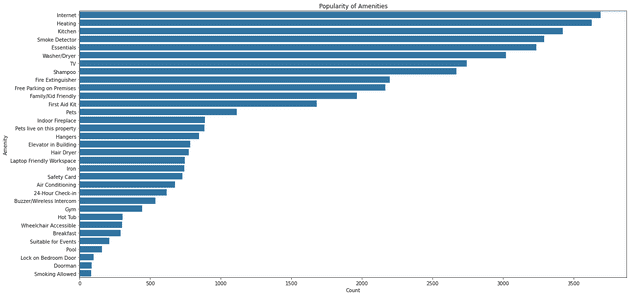 Popularity of Amenities
Amenity
Internet
Heating
Kitchen
Smoke Detector
Essentials
Washer/Dryer
TV
Shampoo
Fire Extinguisher
Free Parking on Premises
Family/Kid Friendly
First Aid Kit
Pets
Indoor Fireplace
Pets live on this property
Hangers
Elevator in Building
Hair Dryer
Laptop Friendly Workspace
Iron
Safety Card
Air Conditioning
24-Hour Check-in
Buzzer/Wireless Intercom
Gym
Hot Tub
Wheelchair Accessible
Breakfast
Suitable for Events
Pool
Lock on Bedroom Door
Doorman
Smoking Allowed
0 500 1000 1500 2000 2500 3000 3500
Count